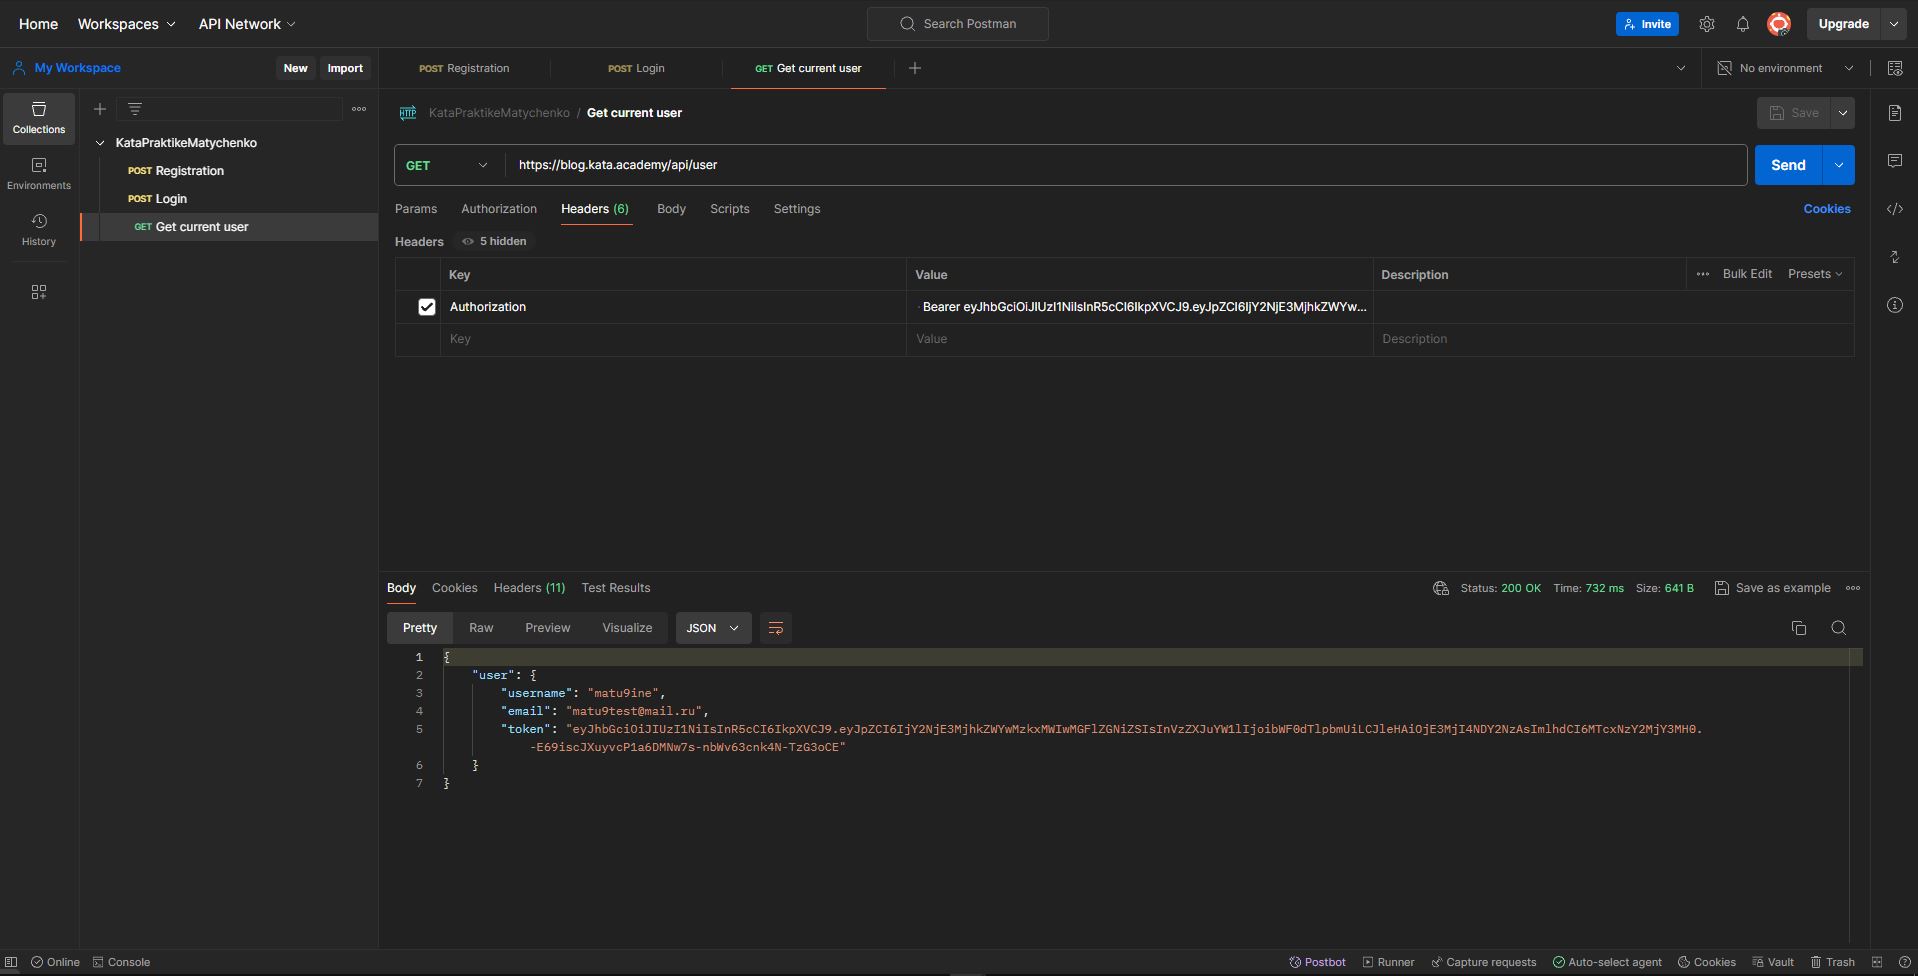 Home Workspaces API Network Search Postman Invite Upgrade
My Workspace New Import POST Registration POST Login GET Get current user No environment
Collections
Environments
History
KataPraktikeMatychenko
POST Registration
POST Login
GET Get current user
KataPraktikeMatychenko / Get current user Save
HTTP
GET https://blog.kata.academy/api/user Send
Params Authorization Headers (6) Body Scripts Settings Cookies
Headers 5 hidden
Key Value Description Bulk Edit Presets
Authorization Bearer eyJhbGciOiJIUzI1NiIsInR5cCI6IkpXVCJ9.eyJpZCI6IjY2NjE3MjhkZWYw...
Key Value Description
Body Cookies Headers (11) Test Results Status: 200 OK Time: 732 ms Size: 641 B Save as example
Pretty Raw Preview Visualize JSON
1 {
2 "user": {
3 "username": "matu9ine",
4 "email": "matu9test@mail.ru",
5 "token": "eyJhbGciOiJIUzI1NiIsInR5cCI6IkpXVCJ9.eyJpZCI6IjY2NjE3MjhkZWYwMzkxMWIwMGFlZGNiZSIsInVzZXJuYW1lIjoibWF0dTlpbmUiLCJleHAiOjE3MjI4NDY2NzAsImlhdCI6MTcxNzY2MjY3MH0.
-E69iscJXuyvcP1a6DMNw7s-nbWv63cnk4N-TzG3oCE"
6 }
7 }
Online Console Postbot Runner Capture requests Auto-select agent Cookies Vault Trash